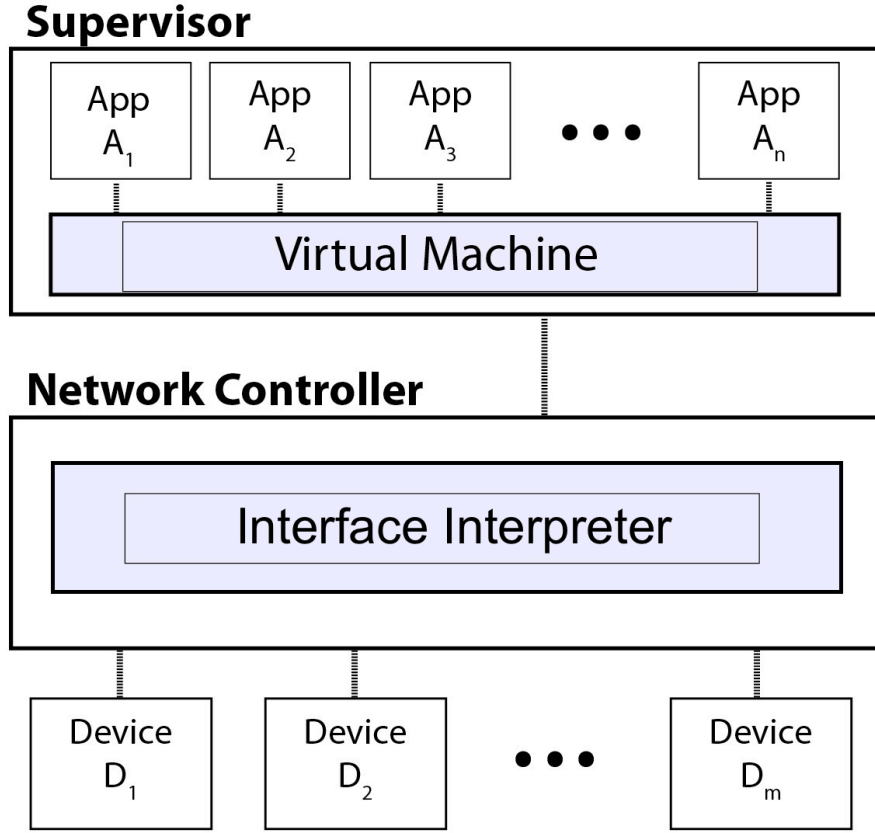 Supervisor
App App App App
A₁ A₂ A₃ ••• Aₙ
Virtual Machine
Network Controller
Interface Interpreter
Device Device Device
D₁ D₂ ••• Dₘ